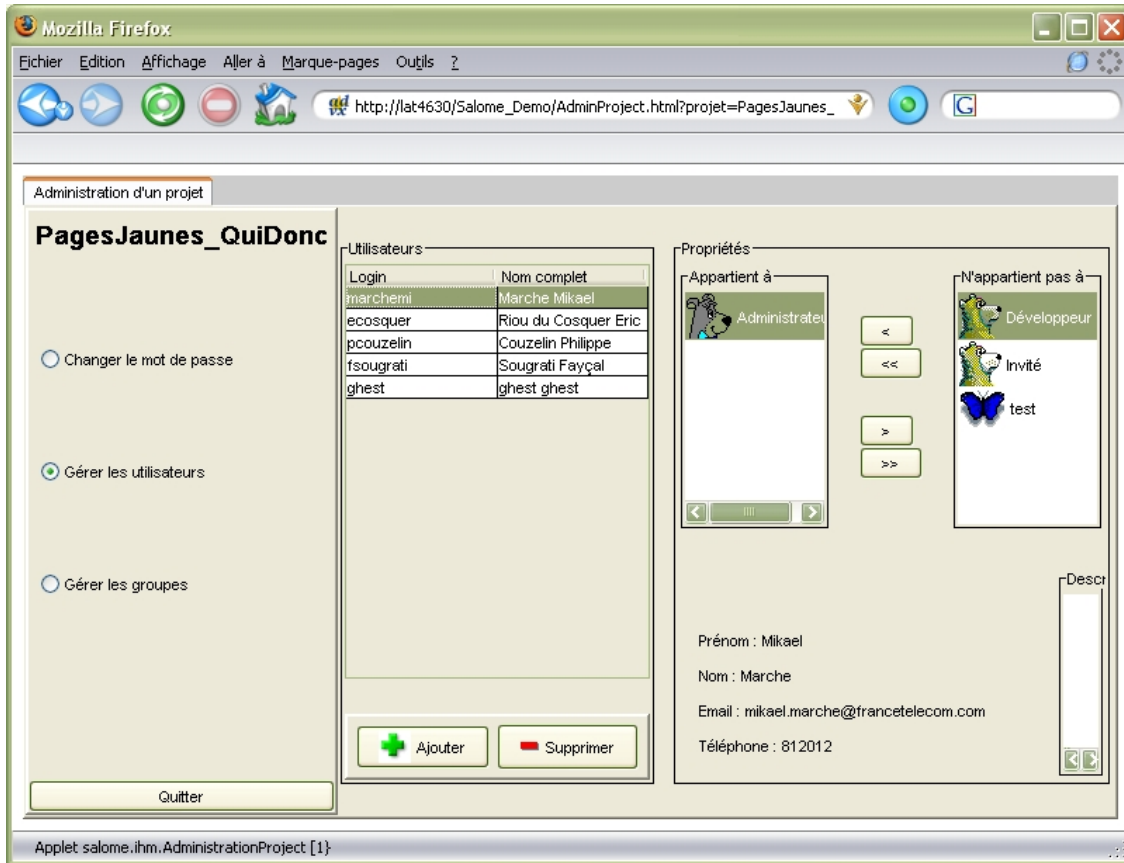 Mozilla Firefox
Fichier Edition Affichage Aller à Marque-pages Outils ?
http://lat4630/Salome_Demo/AdminProject.html?projet=PagesJaunes_
G
Administration d'un projet
PagesJaunes_QuiDonc
Changer le mot de passe
Gérer les utilisateurs
Gérer les groupes
Quitter
Utilisateurs
Login Nom complet
marchemi Marche Mikael
ecosquer Riou du Cosquer Eric
pcouzelin Couzelin Philippe
fsougrati Sougrati Fayçal
ghest ghest ghest
Ajouter Supprimer
Propriétés
Appartient à
Administrateu
<
<<
>
>>
N'appartient pas à
Développeur
Invité
test
Descr
Prénom : Mikael
Nom : Marche
Email : mikael.marche@francetelecom.com
Téléphone : 812012
Applet salome.ihm.AdministrationProject [1}